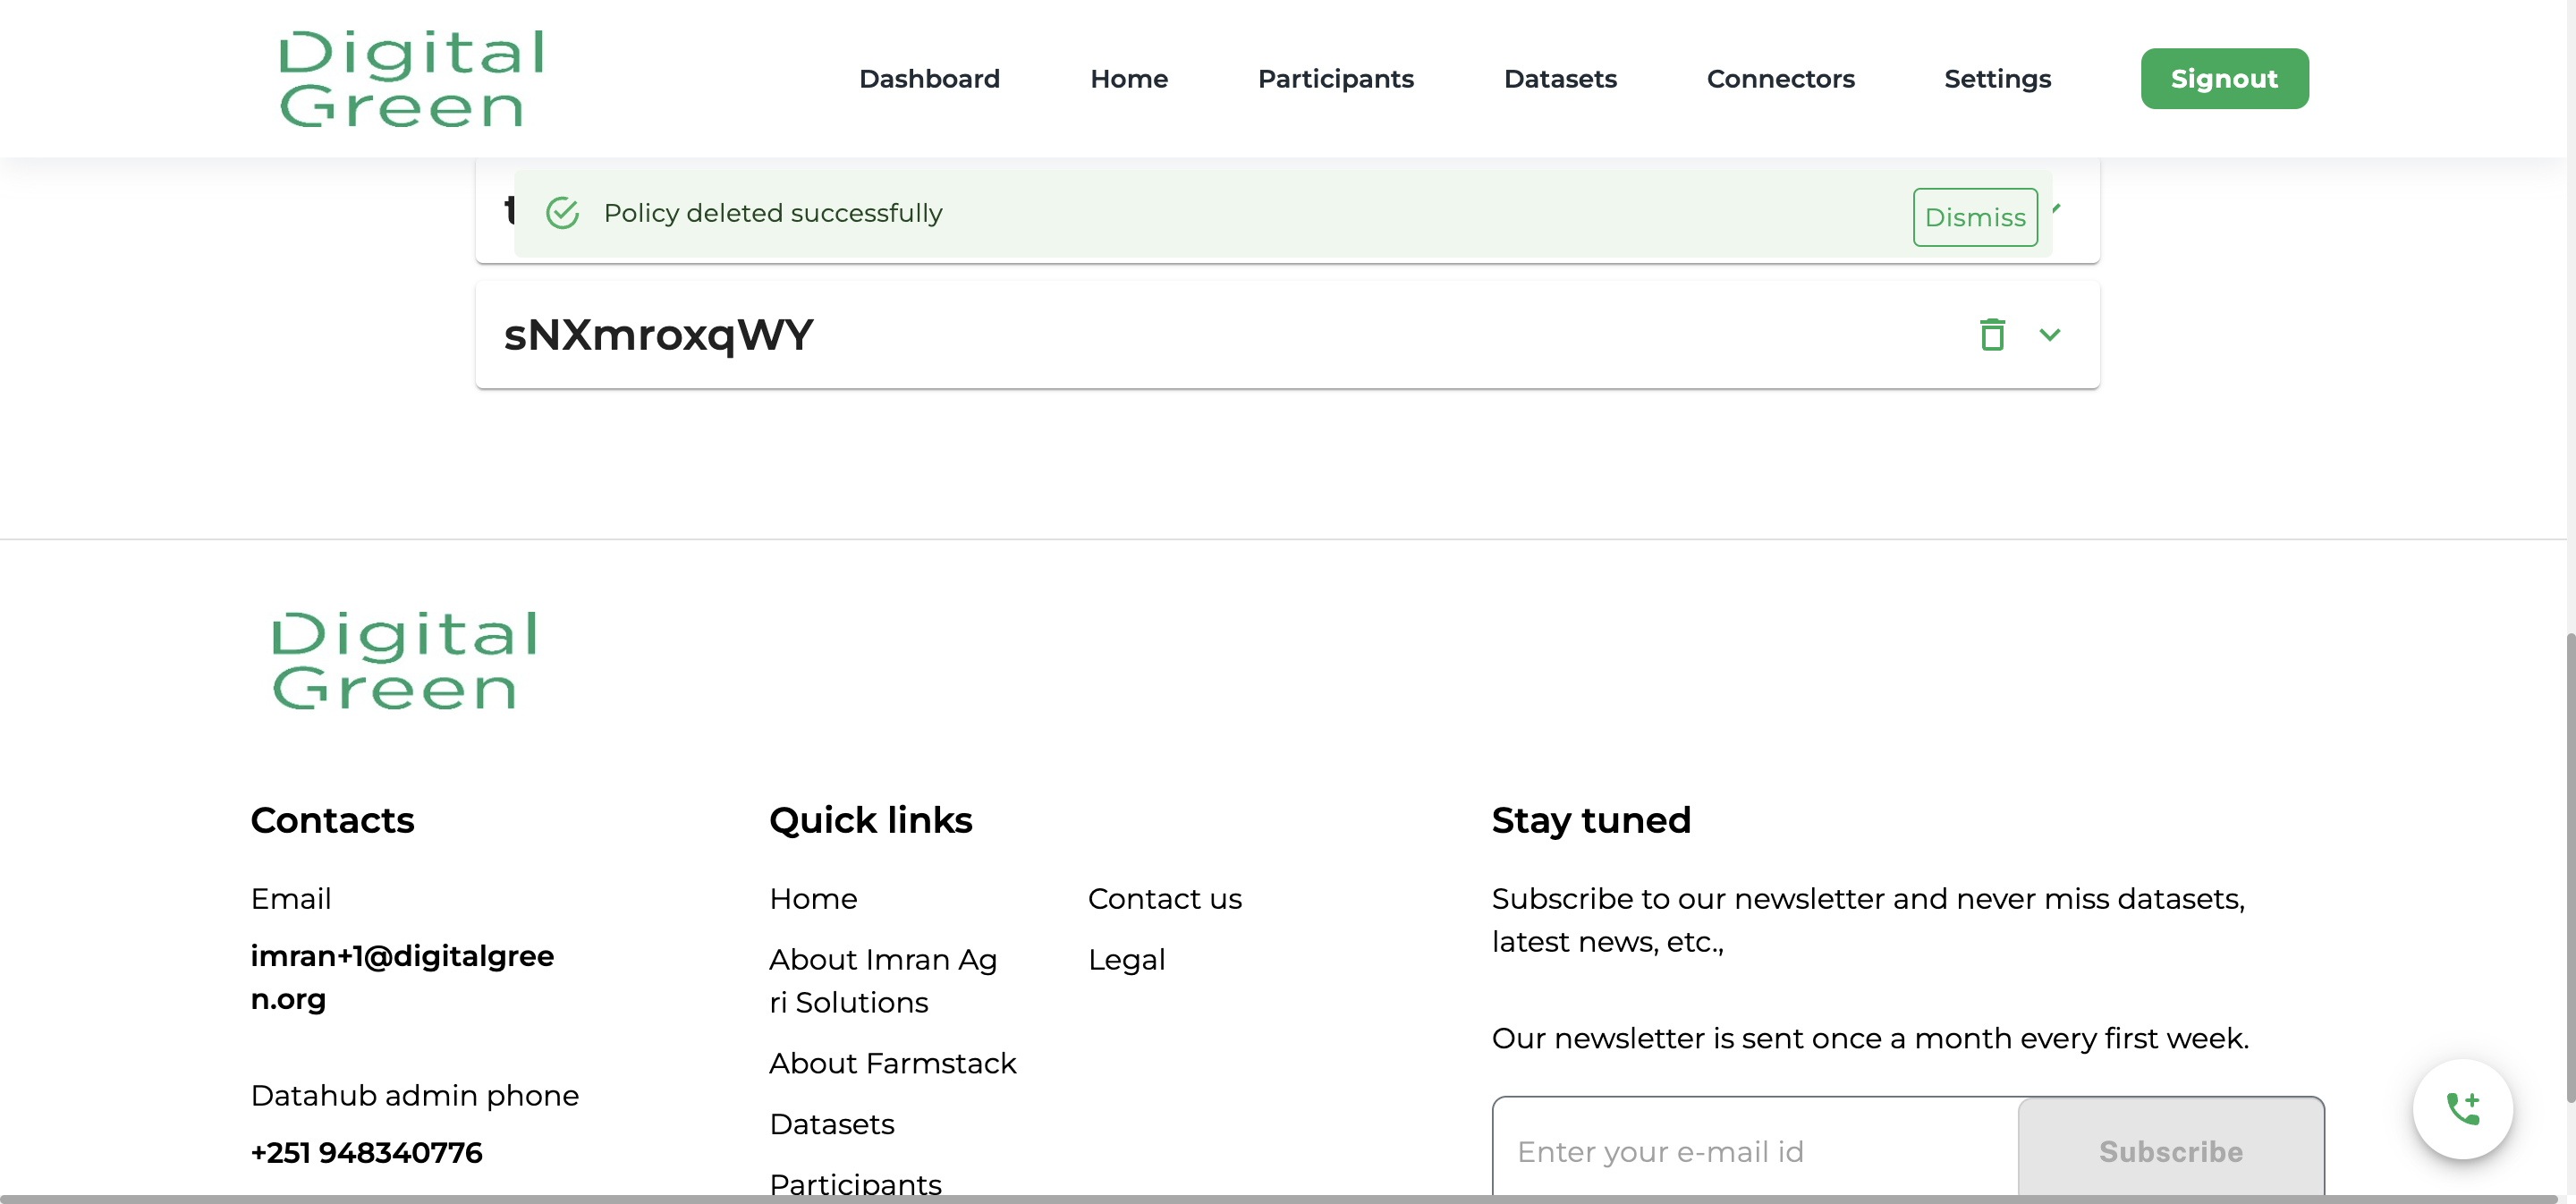 Digital
Green
Dashboard
Home
Participants
Datasets
Connectors
Settings
Signout
Policy deleted successfully
Dismiss
sNXmroxqWY
Digital
Green
Contacts
Email
imran+1@digitalgree
n.org
Datahub admin phone
+251 948340776
Quick links
Home
About Imran Ag
ri Solutions
About Farmstack
Datasets
Participants
Contact us
Legal
Stay tuned
Subscribe to our newsletter and never miss datasets,
latest news, etc.,
Our newsletter is sent once a month every first week.
Enter your e-mail id
Subscribe